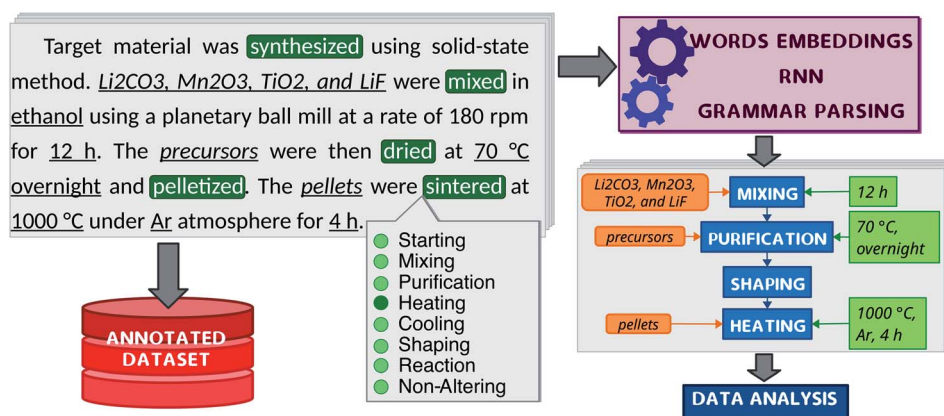 Target material was synthesized using solid-state
method. Li2CO3, Mn2O3, TiO2, and LiF were mixed in
ethanol using a planetary ball mill at a rate of 180 rpm
for 12 h. The precursors were then dried at 70 °C
overnight and pelletized. The pellets were sintered at
1000 °C under Ar atmosphere for 4 h.
Starting
Mixing
Purification
Heating
Cooling
Shaping
Reaction
Non-Altering
ANNOTATED
DATASET
WORDS EMBEDDINGS
RNN
GRAMMAR PARSING
Li2CO3, Mn2O3,
TiO2, and LiF
MIXING
12 h
precursors
PURIFICATION
70 °C,
overnight
SHAPING
pellets
HEATING
1000 °C,
Ar, 4 h
DATA ANALYSIS